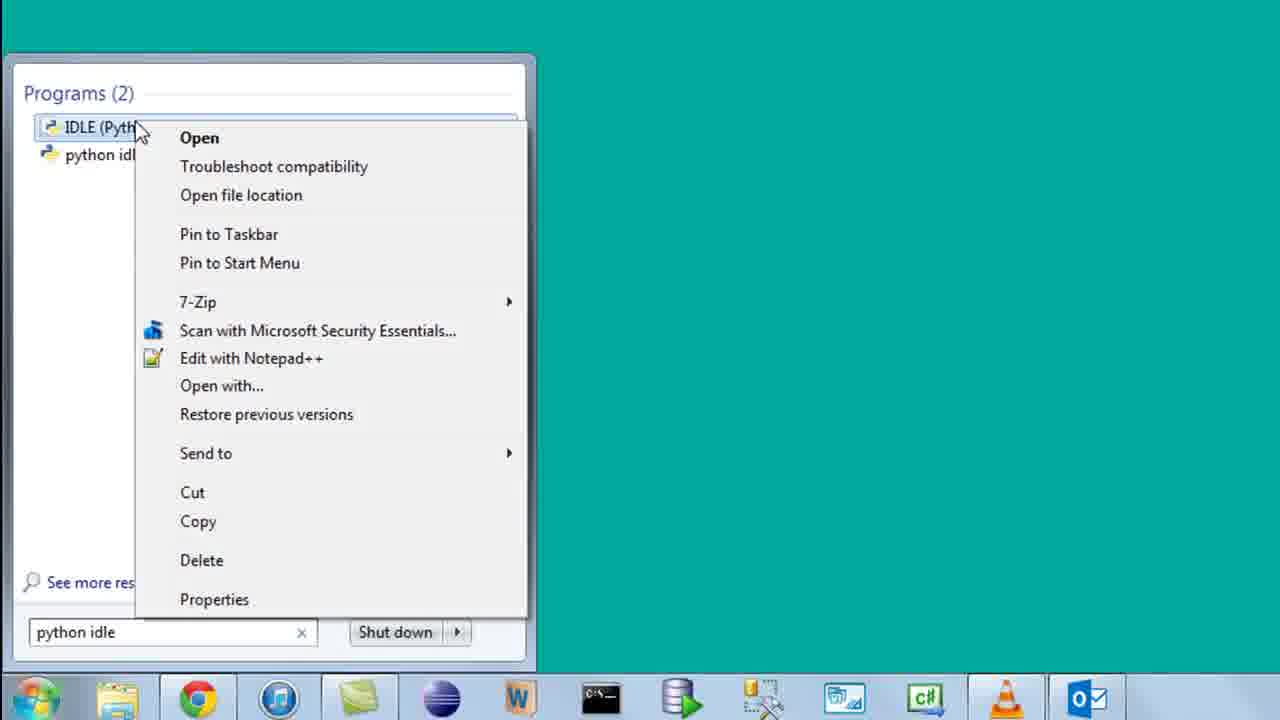 Programs (2)
IDLE (Pyth
python idl
Open
Troubleshoot compatibility
Open file location
Pin to Taskbar
Pin to Start Menu
7-Zip
Scan with Microsoft Security Essentials...
Edit with Notepad++
Open with...
Restore previous versions
Send to
Cut
Copy
Delete
Properties
See more res
python idle
Shut down
W
C:\_
C#